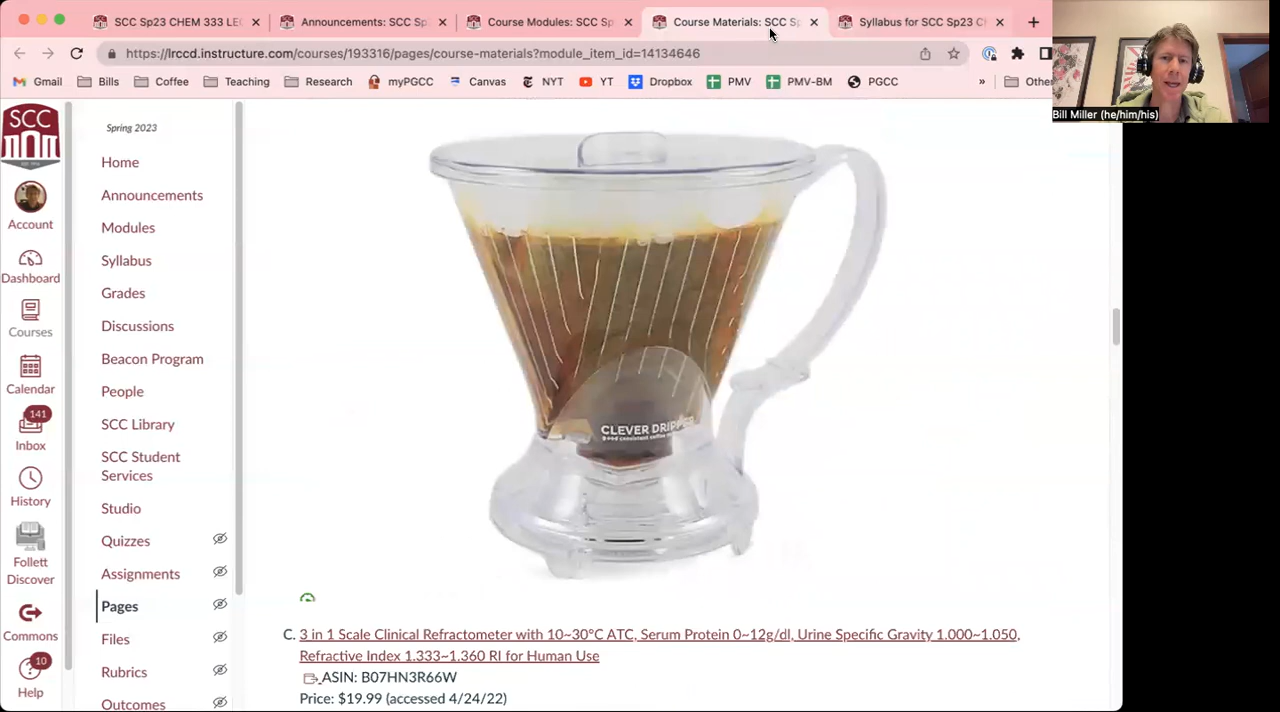 SCC Sp23 CHEM 333 LE
Announcements: SCC Sp
Course Modules: SCC Sp
Course Materials: SCC Sp
Syllabus for SCC Sp23 C
https://lrccd.instructure.com/courses/193316/pages/course-materials?module_item_id=14134646
Gmail
Bills
Coffee
Teaching
Research
myPGCC
Canvas
NYT
YT
Dropbox
PMV
PMV-BM
PGCC
»
Othe
Bill Miller (he/him/his)
SCC
Account
Dashboard
Courses
Calendar
141
Inbox
History
Follett
Discover
Commons
10
Help
Spring 2023
Home
Announcements
Modules
Syllabus
Grades
Discussions
Beacon Program
People
SCC Library
SCC Student
Services
Studio
Quizzes
Assignments
Pages
Files
Rubrics
Outcomes
CLEVER DRIPPER
C. 3 in 1 Scale Clinical Refractometer with 10~30°C ATC, Serum Protein 0~12g/dl, Urine Specific Gravity 1.000~1.050,
Refractive Index 1.333~1.360 RI for Human Use
ASIN: B07HN3R66W
Price: $19.99 (accessed 4/24/22)